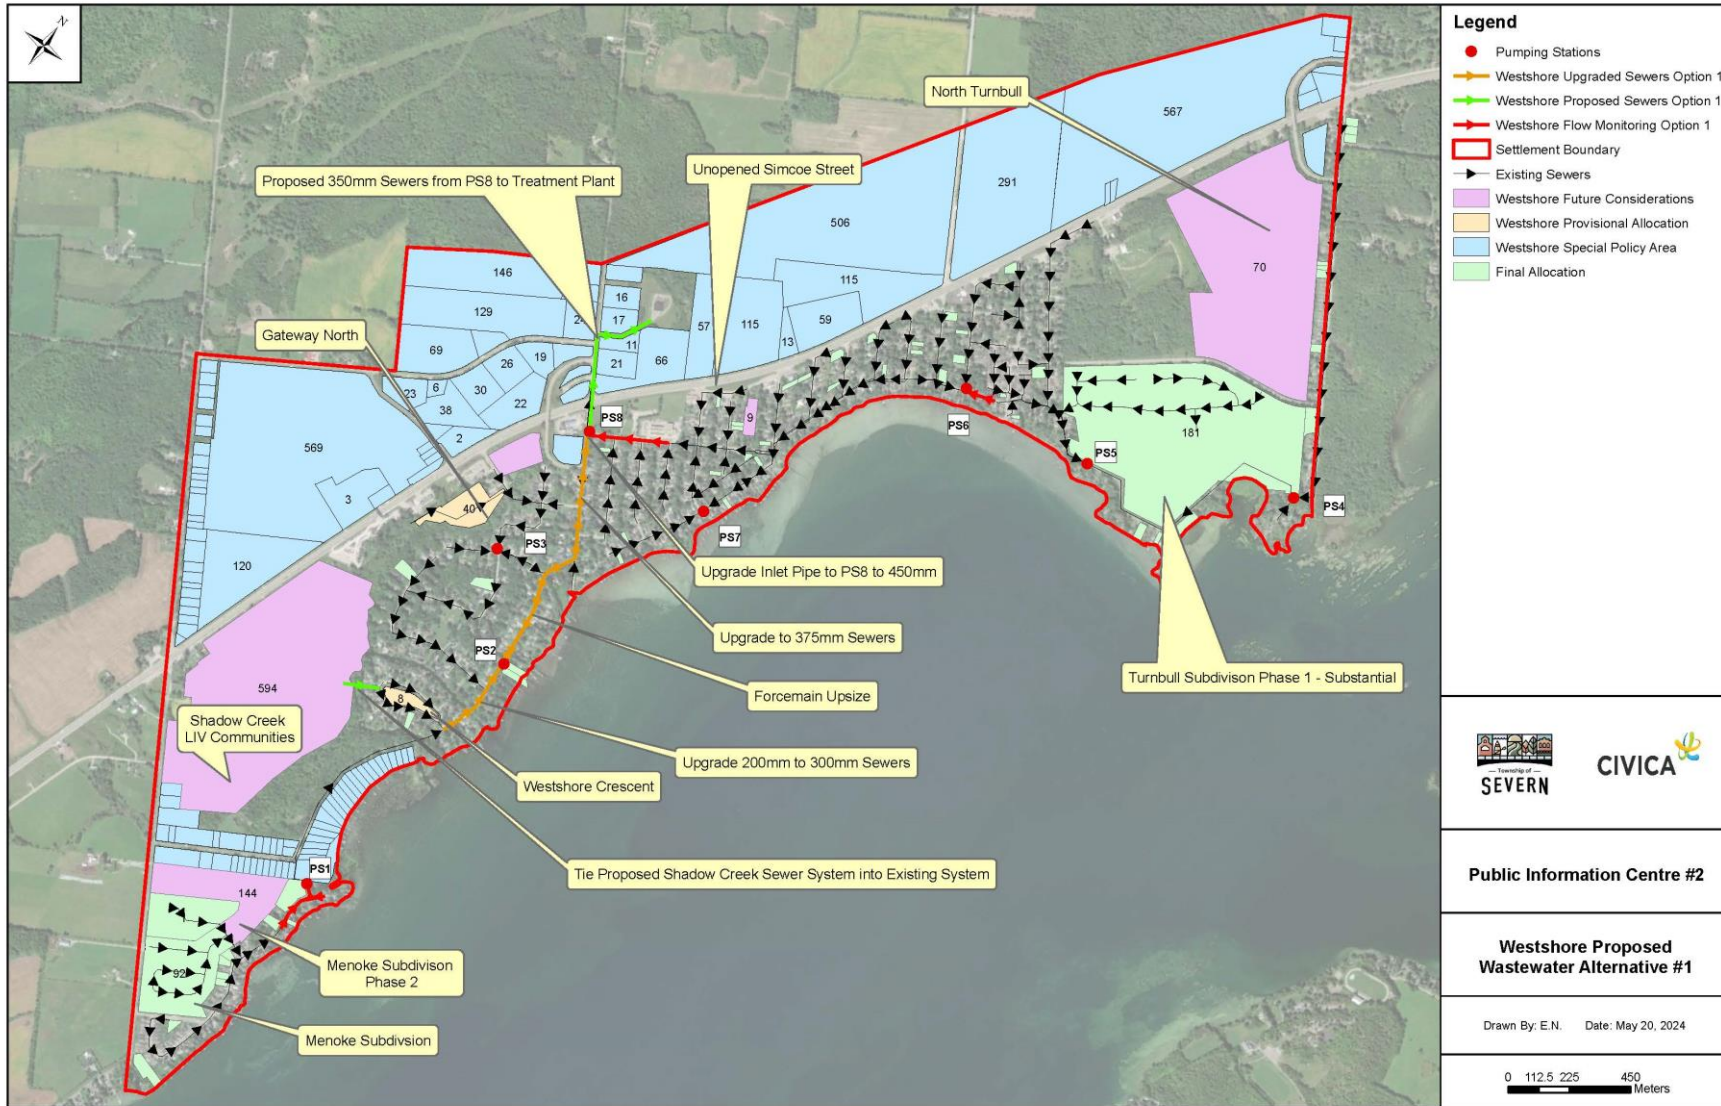 N
North Turnbull
567
Proposed 350mm Sewers from PS8 to Treatment Plant
Unopened Simcoe Street
291
506
70
146
115
16
129
24
17
57
115
59
Gateway North
69
11
13
26
19
66
21
23
6
30
22
38
PS8
9
2
PS6
181
569
PS5
3
40
PS4
PS3
PS7
120
Upgrade Inlet Pipe to PS8 to 450mm
Upgrade to 375mm Sewers
PS2
Turnbull Subdivison Phase 1 - Substantial
594
8
Forcemain Upsize
Shadow Creek
LIV Communities
Upgrade 200mm to 300mm Sewers
Westshore Crescent
PS1
Tie Proposed Shadow Creek Sewer System into Existing System
144
92
Menoke Subdivison
Phase 2
Menoke Subdivsion
Legend
Pumping Stations
Westshore Upgraded Sewers Option 1
Westshore Proposed Sewers Option 1
Westshore Flow Monitoring Option 1
Settlement Boundary
Existing Sewers
Westshore Future Considerations
Westshore Provisional Allocation
Westshore Special Policy Area
Final Allocation
Township of
SEVERN
CIVICA
Public Information Centre #2
Westshore Proposed
Wastewater Alternative #1
Drawn By: E.N. Date: May 20, 2024
0 112.5 225 450
Meters